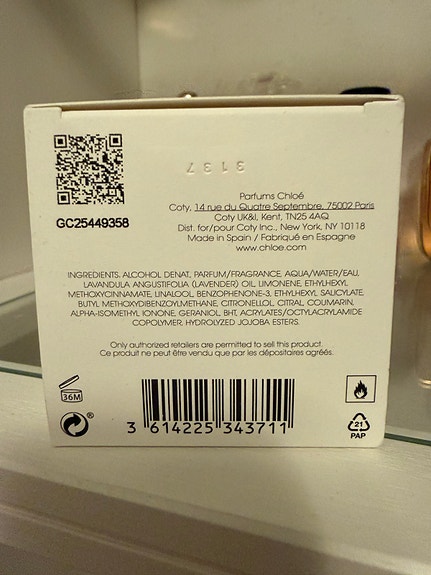 3137
GC25449358
Parfums Chloé
Coty, 14 rue du Quatre Septembre, 75002 Paris
Coty UK&I, Kent, TN25 4AQ
Dist. for/pour Coty Inc., New York, NY 10118
Made in Spain / Fabriqué en Espagne
www.chloe.com
INGREDIENTS: ALCOHOL DENAT., PARFUM/FRAGRANCE, AQUA/WATER/EAU,
LAVANDULA ANGUSTIFOLIA (LAVENDER) OIL, LIMONENE, ETHYLHEXYL
METHOXYCINNAMATE, LINALOOL, BENZOPHENONE-3, ETHYLHEXYL SALICYLATE,
BUTYL METHOXYDIBENZOYLMETHANE, CITRONELLOL, CITRAL, COUMARIN,
ALPHA-ISOMETHYL IONONE, GERANIOL, BHT, ACRYLATES/OCTYLACRYLAMIDE
COPOLYMER, HYDROLYZED JOJOBA ESTERS.
Only authorized retailers are permitted to sell this product.
Ce produit ne peut être vendu que par les dépositaires agréés.
36M
3 614225 343711
21
PAP